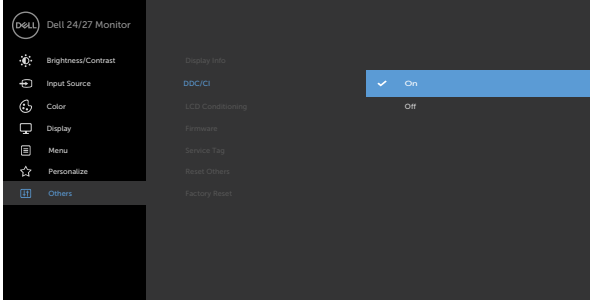 DELL
Dell 24/27 Monitor
Brightness/Contrast
Input Source
Color
Display
Menu
Personalize
Others
Display Info
DDC/CI
LCD Conditioning
Firmware
Service Tag
Reset Others
Factory Reset
On
Off